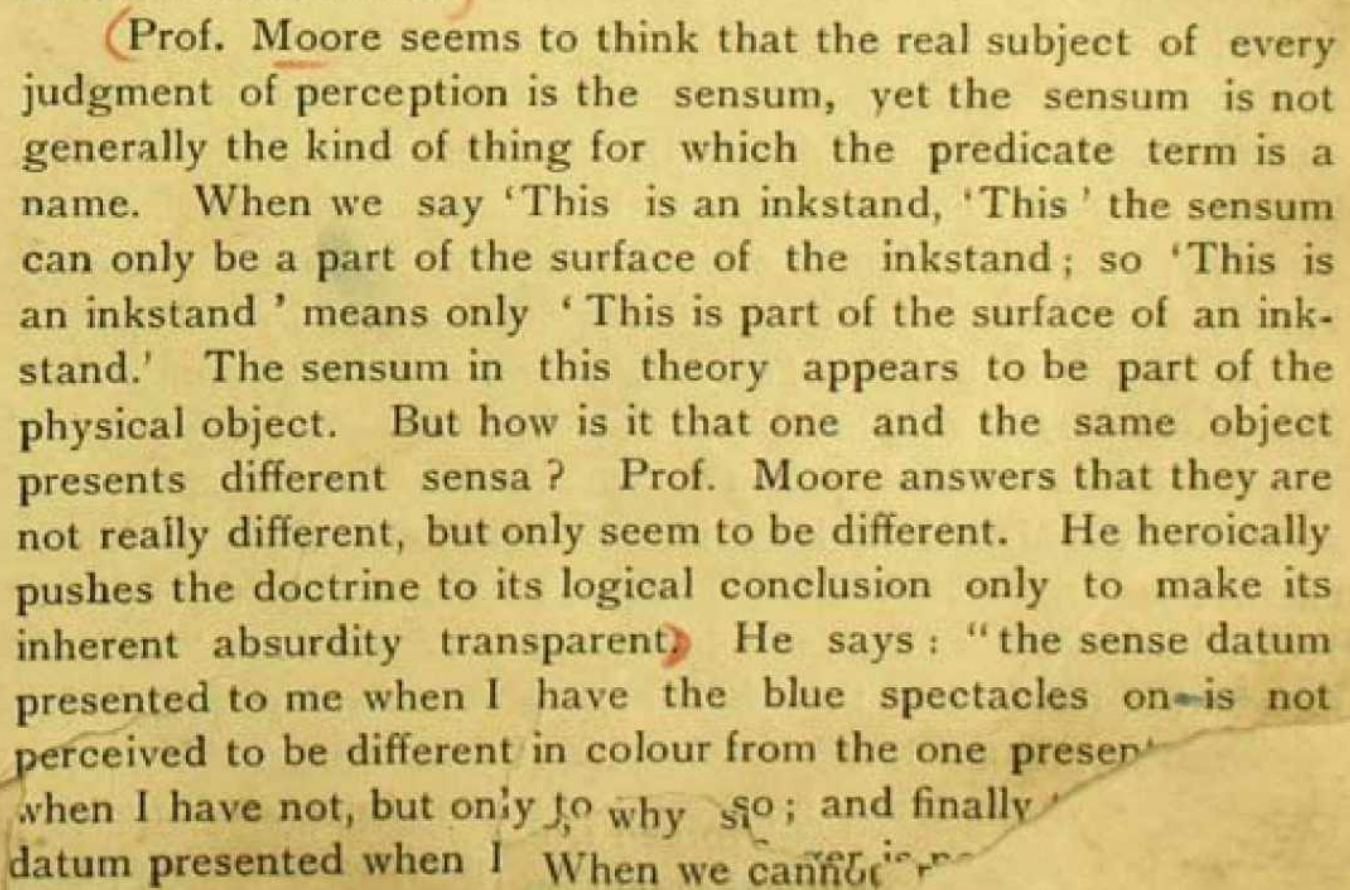 Prof. Moore seems to think that the real subject of every
judgment of perception is the sensum, yet the sensum is not
generally the kind of thing for which the predicate term is a
name. When we say ‘This is an inkstand, ‘This’ the sensum
can only be a part of the surface of the inkstand; so ‘This is
an inkstand’ means only ‘This is part of the surface of an ink-
stand.’ The sensum in this theory appears to be part of the
physical object. But how is it that one and the same object
presents different sensa? Prof. Moore answers that they are
not really different, but only seem to be different. He heroically
pushes the doctrine to its logical conclusion only to make its
inherent absurdity transparent. He says: “the sense datum
presented to me when I have the blue spectacles on is not
perceived to be different in colour from the one
when I have not, but only to why so; and finally
datum presented when I When we